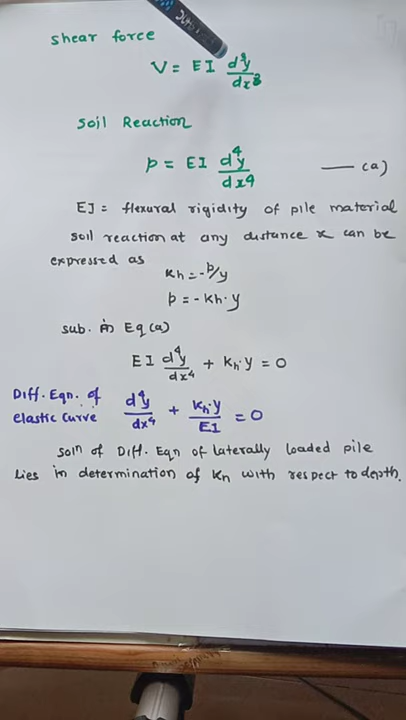 Shear force
V = EI d³y/dx³
Soil Reaction
p = EI d⁴y/dx⁴ —— (a)
EI = flexural rigidity of pile material
soil reaction at any distance x can be
expressed as
Kh = -p/y
p = -Kh·y
sub. in Eq (a)
EI d⁴y/dx⁴ + Kh·y = 0
Diff. Eqn. of
elastic curve d⁴y/dx⁴ + Kh·y/EI = 0
Soln of Diff. Eqn of laterally loaded pile
lies in determination of Kh with respect to depth.